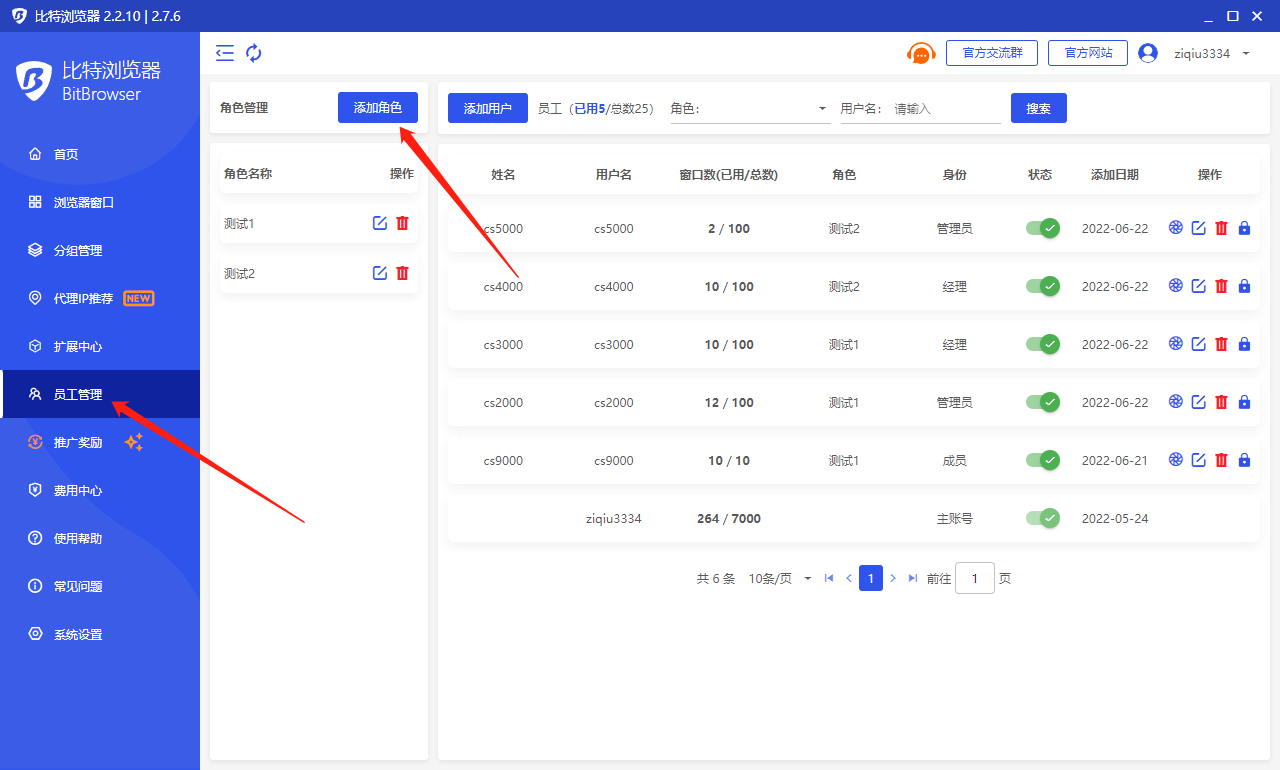 比特浏览器 2.2.10 | 2.7.6
比特浏览器
BitBrowser
首页
浏览器窗口
分组管理
代理IP推荐 NEW
扩展中心
员工管理
推广奖励
费用中心
使用帮助
常见问题
系统设置
官方交流群 官方网站 ziqiu3334
角色管理 添加角色
角色名称 操作
测试1
测试2
添加用户 员工（已用5/总数25） 角色： 用户名： 请输入 搜索
姓名 用户名 窗口数(已用/总数) 角色 身份 状态 添加日期 操作
cs5000 cs5000 2 / 100 测试2 管理员 2022-06-22
cs4000 cs4000 10 / 100 测试2 经理 2022-06-22
cs3000 cs3000 10 / 100 测试1 经理 2022-06-22
cs2000 cs2000 12 / 100 测试1 管理员 2022-06-22
cs9000 cs9000 10 / 10 测试1 成员 2022-06-21
ziqiu3334 264 / 7000 主账号 2022-05-24
共 6 条 10条/页 1 前往 1 页